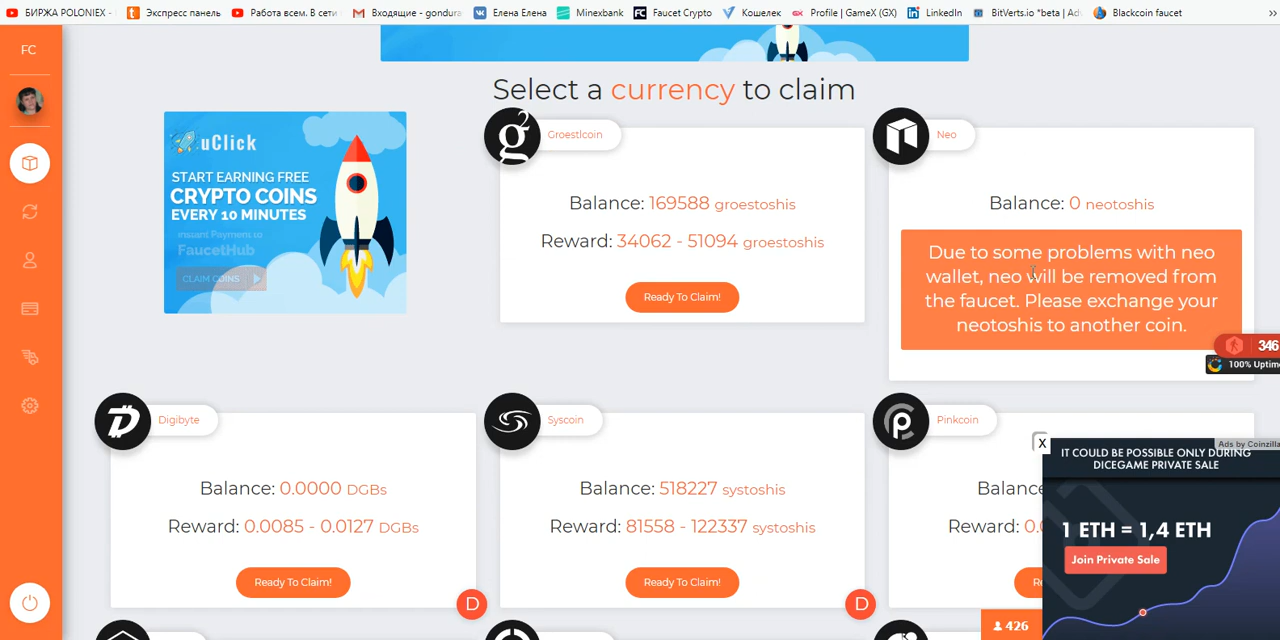 БИРЖА POLONIEX -
Экспресс панель
Работа всем. В сети
Входящие - gondura
Елена Елена
Minexbank
FC
Faucet Crypto
Кошелек
GX
Profile | GameX (GX)
in
LinkedIn
BitVerts.io *beta | Ad
Blackcoin faucet
»
FC
Select a currency to claim
uClick
START EARNING FREE
CRYPTO COINS
EVERY 10 MINUTES
Instant Payment to
FaucetHub
CLAIM COINS
Groestlcoin
Balance: 169588 groestoshis
Reward: 34062 - 51094 groestoshis
Ready To Claim!
Neo
Balance: 0 neotoshis
Due to some problems with neo
wallet, neo will be removed from
the faucet. Please exchange your
neotoshis to another coin.
346
100% Uptime
Digibyte
Balance: 0.0000 DGBs
Reward: 0.0085 - 0.0127 DGBs
Ready To Claim!
D
Syscoin
Balance: 518227 systoshis
Reward: 81558 - 122337 systoshis
Ready To Claim!
D
Pinkcoin
Balance
Reward: 0.
Re
X
Ads by Coinzilla
IT COULD BE POSSIBLE ONLY DURING
DICEGAME PRIVATE SALE
1 ETH = 1,4 ETH
Join Private Sale
426